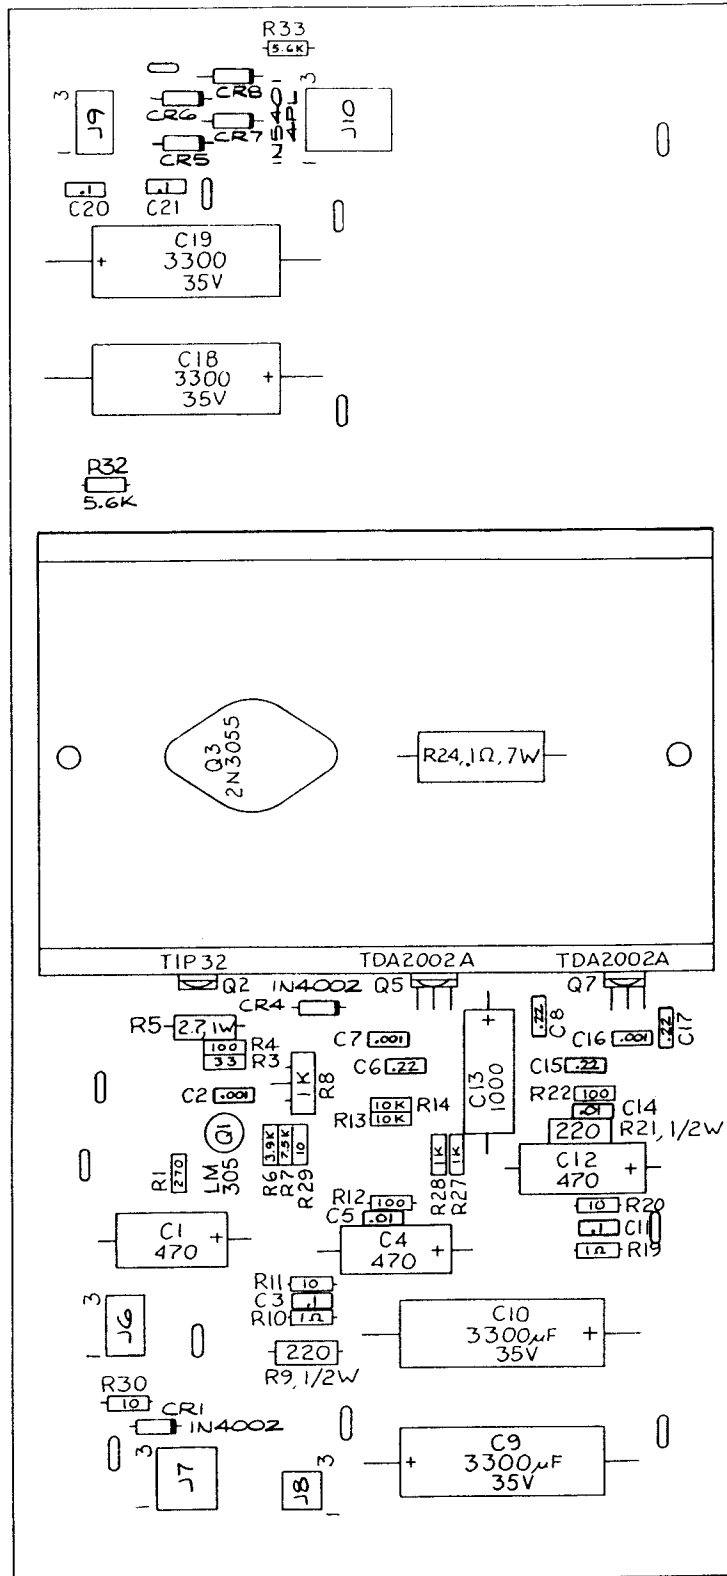 R33
5.6K
3
J9
1
CR8
CR6
CR7
CR5
1N5401
4PL
3
J10
1
.1
C20
.1
C21
C19
+ 3300
35V
C18
3300 +
35V
R32
5.6K
Q3
2N3055
R24, .1Ω, 7W
TIP32
TDA2002A
TDA2002A
Q2
1N4002
Q5
Q7
CR4
R5
2.7, 1W
100
R4
33
R3
1K
R8
C7
.001
C6
.22
+
C13
1000
.22
C8
C16
.001
.22
C17
C15
.22
R22
100
.01
C14
220
R21, 1/2W
C2
.001
10K
R14
R13
10K
Q1
LM
305
R1
270
3.9K
7.5K
10
R6
R7
R29
1K
1K
R28
R27
C12
470 +
R12
100
C5
.01
10
R20
.1
C11
1Ω
R19
C1
470 +
C4
470 +
R11
10
C3
.1
R10
1Ω
220
R9, 1/2W
3
J6
1
C10
3300µF +
35V
R30
10
CR1
1N4002
3
J7
1
J8
3
1
C9
+ 3300µF
35V